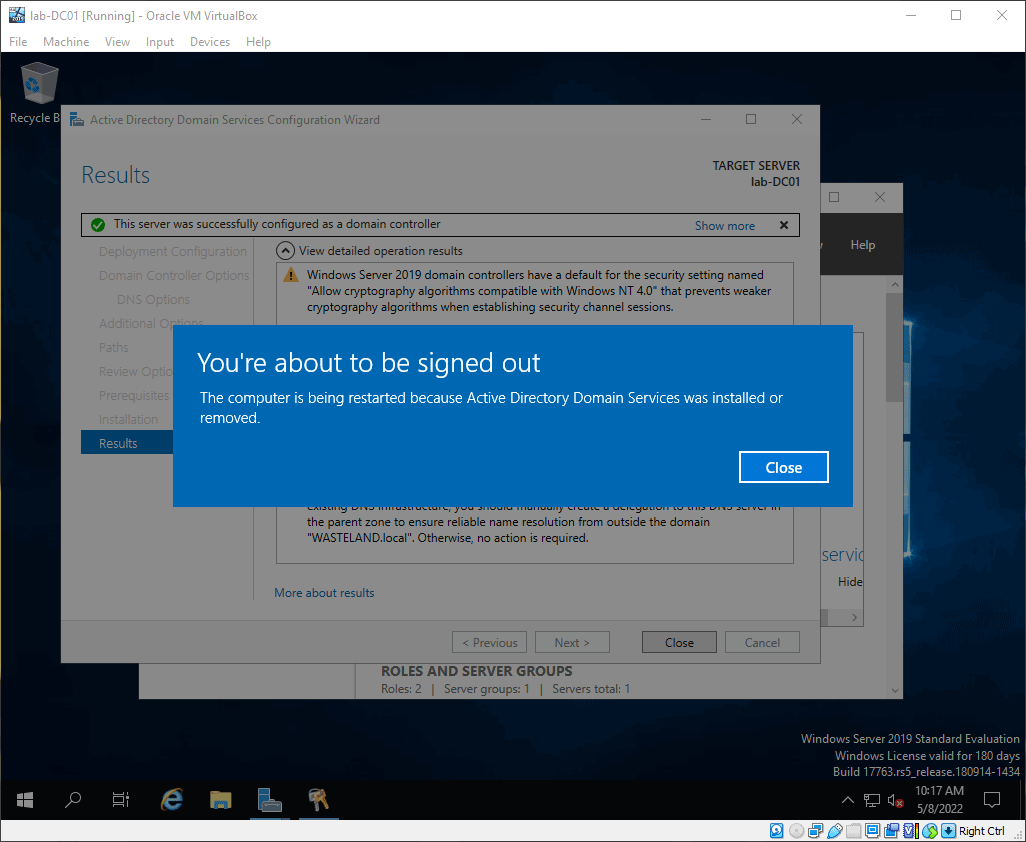 lab-DC01 [Running] - Oracle VM VirtualBox
File Machine View Input Devices Help
Recycle B
Active Directory Domain Services Configuration Wizard
Results
TARGET SERVER
lab-DC01
This server was successfully configured as a domain controller
Show more
Help
Deployment Configuration
Domain Controller Options
DNS Options
Additional Options
Paths
Review Optio
Prerequisites
Installation
Results
View detailed operation results
Windows Server 2019 domain controllers have a default for the security setting named
"Allow cryptography algorithms compatible with Windows NT 4.0" that prevents weaker
cryptography algorithms when establishing security channel sessions.
You're about to be signed out
The computer is being restarted because Active Directory Domain Services was installed or
removed.
Close
existing DNS infrastructure, you should manually create a delegation to this DNS server in
the parent zone to ensure reliable name resolution from outside the domain
"WASTELAND.local". Otherwise, no action is required.
servic
Hide
More about results
< Previous
Next >
Close
Cancel
ROLES AND SERVER GROUPS
Roles: 2 | Server groups: 1 | Servers total: 1
Windows Server 2019 Standard Evaluation
Windows License valid for 180 days
Build 17763.rs5_release.180914-1434
10:17 AM
5/8/2022
Right Ctrl